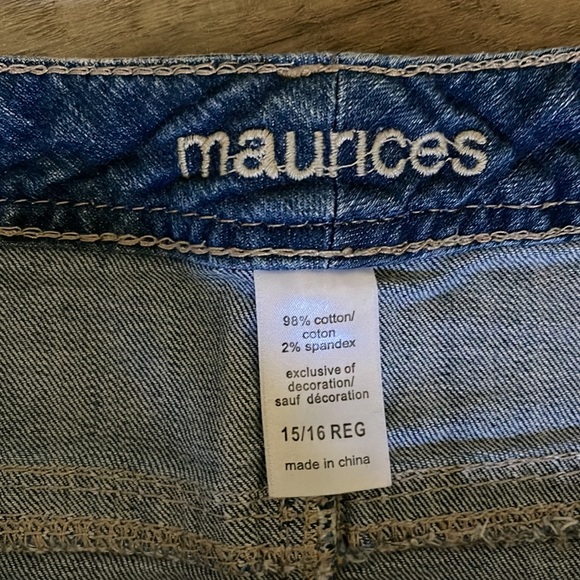 maurices
98% cotton/
coton
2% spandex
exclusive of
decoration/
sauf décoration
15/16 REG
made in china